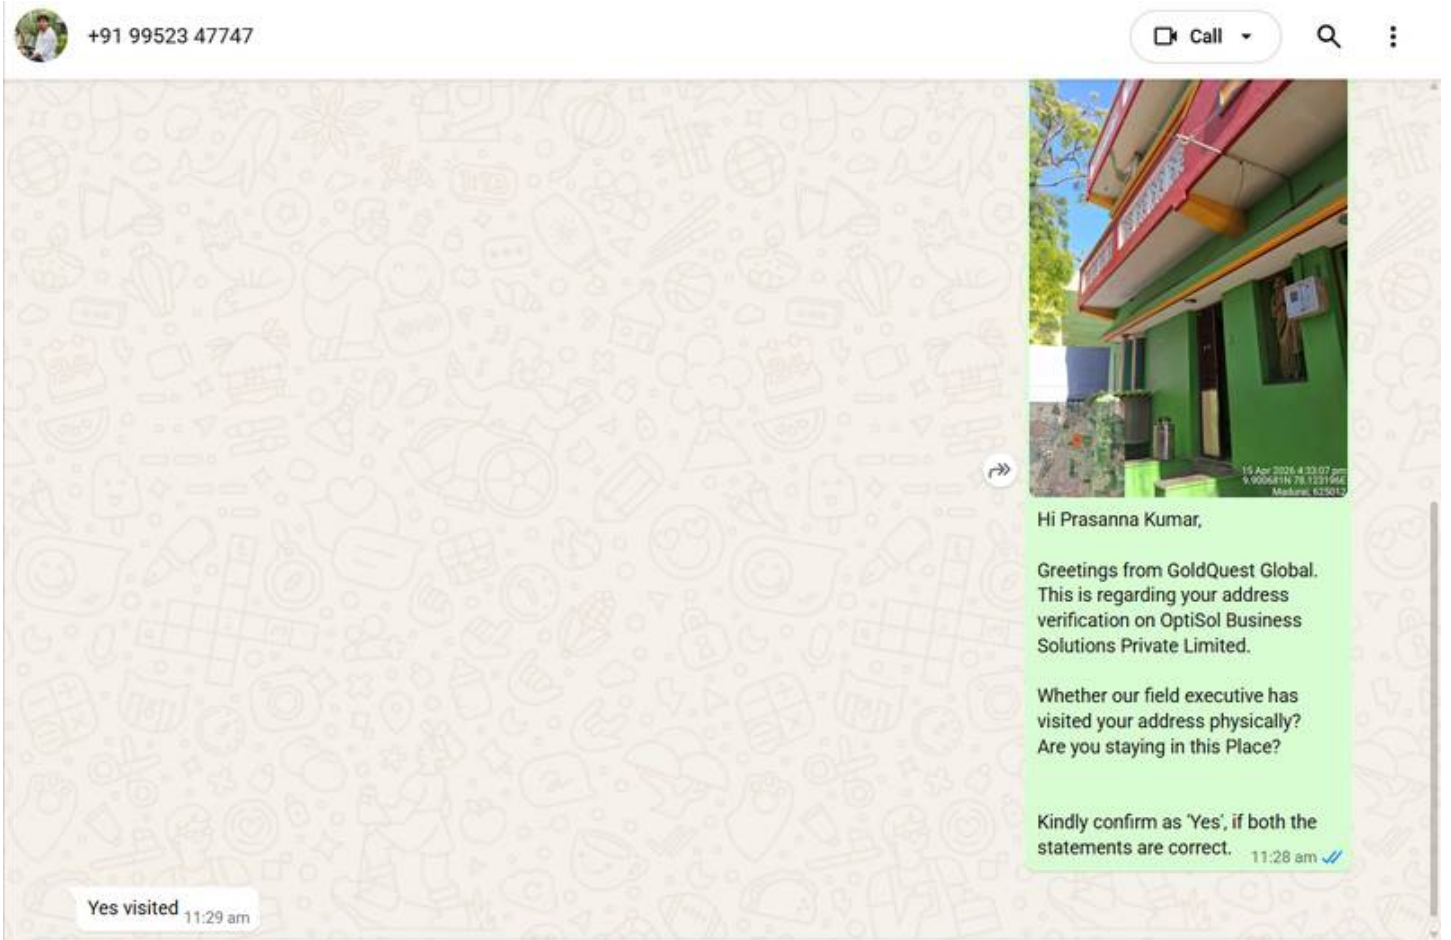 +91 99523 47747
Call
15 Apr 2026 4:33:07 pm
9.900681N 78.123196E
Madurai, 625012
Hi Prasanna Kumar,
Greetings from GoldQuest Global.
This is regarding your address
verification on OptiSol Business
Solutions Private Limited.
Whether our field executive has
visited your address physically?
Are you staying in this Place?
Kindly confirm as 'Yes', if both the
statements are correct.
11:28 am
Yes visited
11:29 am